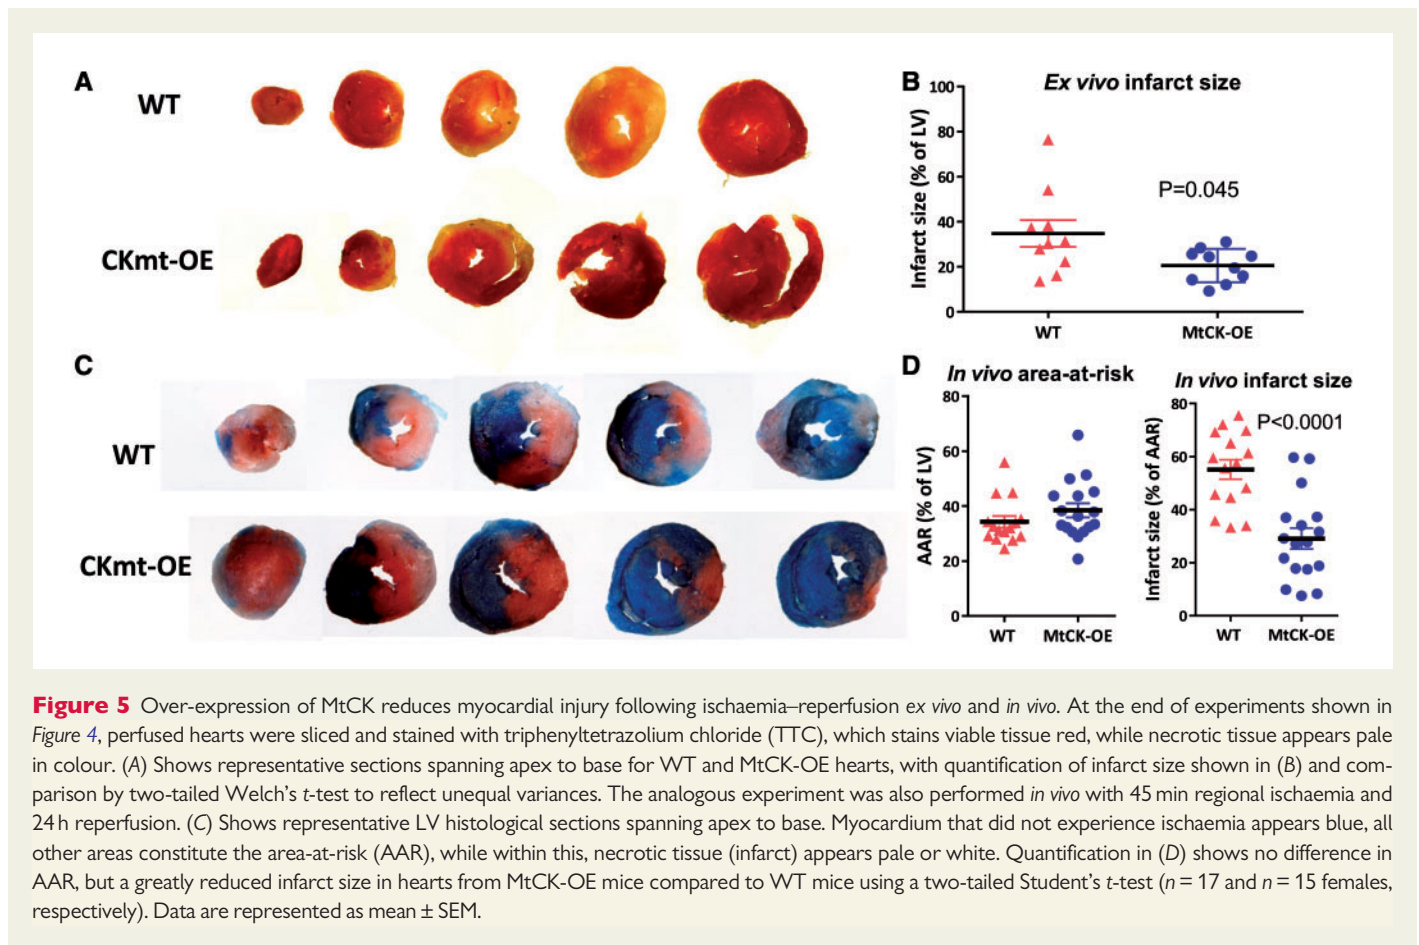 A
WT
CKmt-OE
B
Ex vivo infarct size
Infarct size (% of LV)
100
80
60
40
20
0
P=0.045
WT
MtCK-OE
C
WT
CKmt-OE
D
In vivo area-at-risk
AAR (% of LV)
80
60
40
20
0
WT
MtCK-OE
In vivo infarct size
Infarct size (% of AAR)
80
60
40
20
0
P<0.0001
WT
MtCK-OE
Figure 5 Over-expression of MtCK reduces myocardial injury following ischaemia–reperfusion ex vivo and in vivo. At the end of experiments shown in
Figure 4, perfused hearts were sliced and stained with triphenyltetrazolium chloride (TTC), which stains viable tissue red, while necrotic tissue appears pale
in colour. (A) Shows representative sections spanning apex to base for WT and MtCK-OE hearts, with quantification of infarct size shown in (B) and com-
parison by two-tailed Welch's t-test to reflect unequal variances. The analogous experiment was also performed in vivo with 45 min regional ischaemia and
24 h reperfusion. (C) Shows representative LV histological sections spanning apex to base. Myocardium that did not experience ischaemia appears blue, all
other areas constitute the area-at-risk (AAR), while within this, necrotic tissue (infarct) appears pale or white. Quantification in (D) shows no difference in
AAR, but a greatly reduced infarct size in hearts from MtCK-OE mice compared to WT mice using a two-tailed Student's t-test (n = 17 and n = 15 females,
respectively). Data are represented as mean ± SEM.